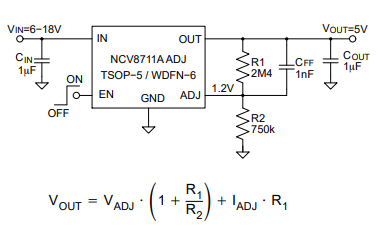 VIN=6−18V
VOUT=5V
IN
OUT
NCV8711A ADJ
TSOP−5 / WDFN−6
CIN
1μF
R1
2M4
CFF
1nF
COUT
1μF
ON
OFF
EN
GND
ADJ
1.2V
R2
750k
VOUT = VADJ · (1 + R1/R2) + IADJ · R1